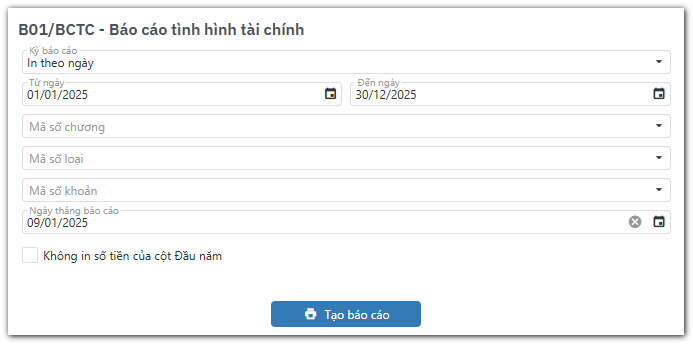 B01/BCTC - Báo cáo tình hình tài chính
Kỳ báo cáo
In theo ngày
Từ ngày
Đến ngày
01/01/2025
30/12/2025
Mã số chương
Mã số loại
Mã số khoản
Ngày tháng báo cáo
09/01/2025
Không in số tiền của cột Đầu năm
Tạo báo cáo